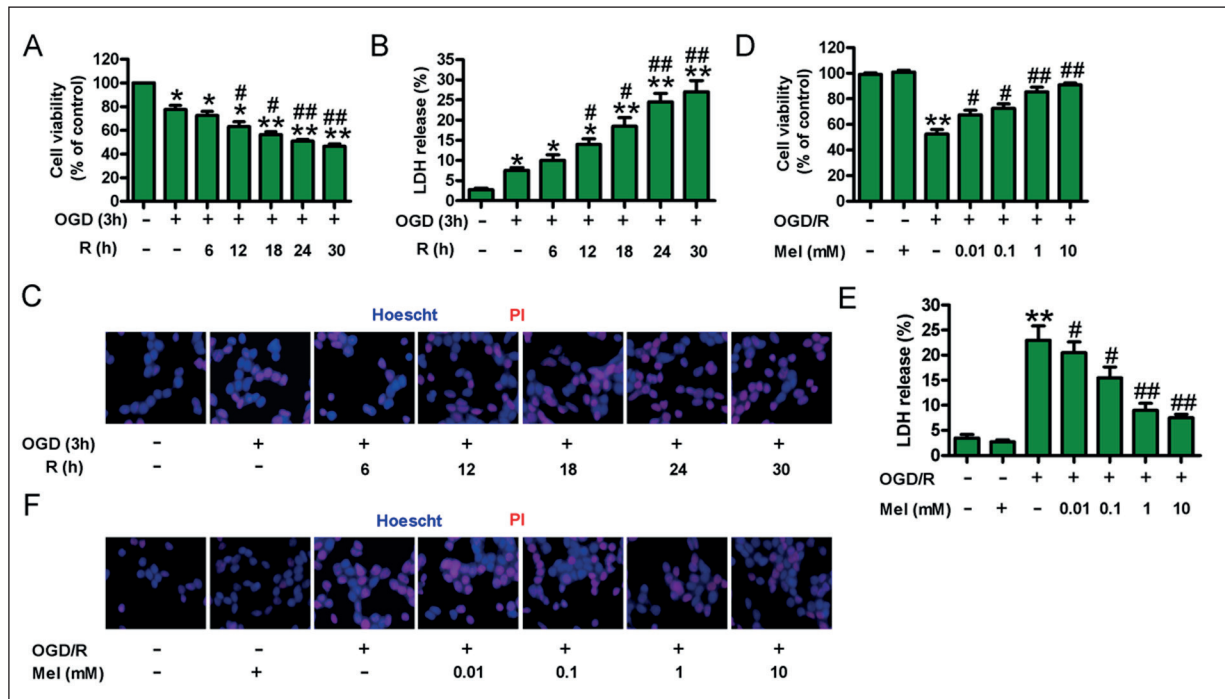 A
Cell viability
(% of control)
120
100
80
60
40
20
0
*
*
#
*
#
**
##
**
##
**
OGD (3h) – + + + + + +
R (h) – – 6 12 18 24 30
B
LDH release (%)
35
30
25
20
15
10
5
0
*
*
#
*
#
**
##
**
##
**
OGD (3h) – + + + + + +
R (h) – – 6 12 18 24 30
D
Cell viability
(% of control)
120
100
80
60
40
20
0
**
#
#
##
##
OGD/R – – + + + + +
Mel (mM) – + – 0.01 0.1 1 10
C
Hoescht PI
OGD (3h) – + + + + + +
R (h) – – 6 12 18 24 30
E
LDH release (%)
30
25
20
15
10
5
0
**
#
#
##
##
OGD/R – – + + + + +
Mel (mM) – + – 0.01 0.1 1 10
F
Hoescht PI
OGD/R – – + + + + +
Mel (mM) – + – 0.01 0.1 1 10